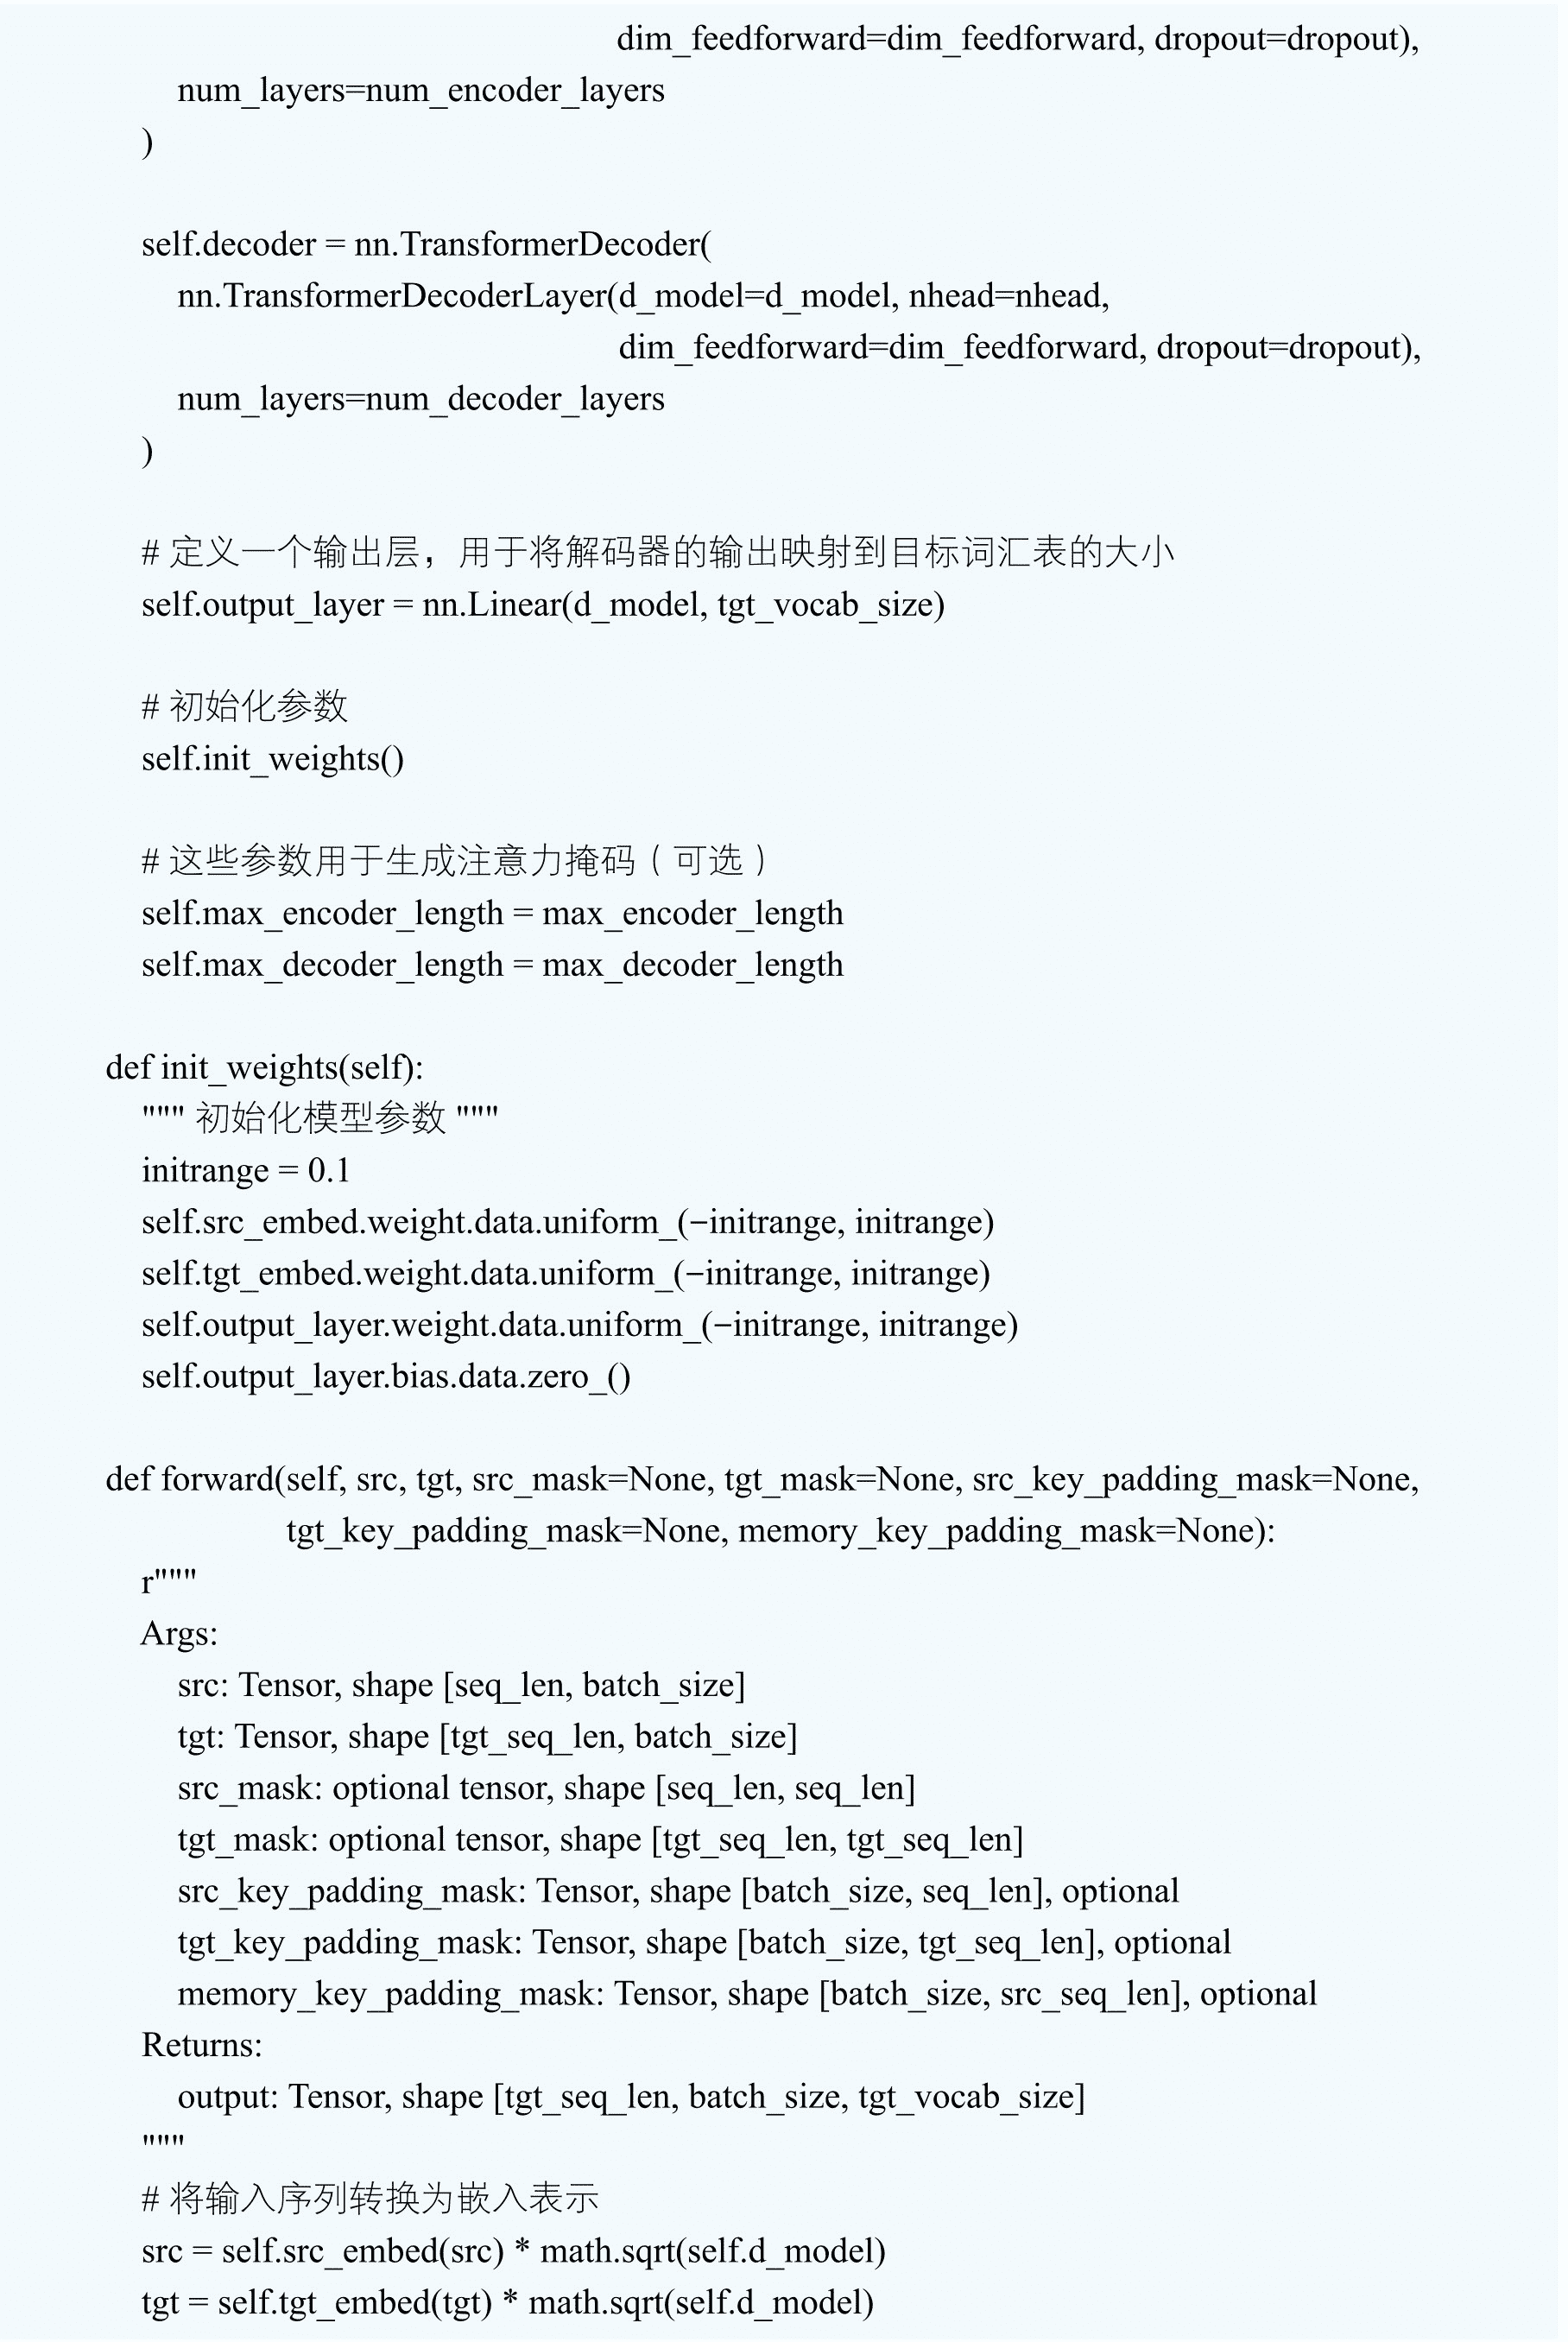 dim_feedforward=dim_feedforward, dropout=dropout),
num_layers=num_encoder_layers
)
self.decoder = nn.TransformerDecoder(
nn.TransformerDecoderLayer(d_model=d_model, nhead=nhead,
dim_feedforward=dim_feedforward, dropout=dropout),
num_layers=num_decoder_layers
)
# 定义一个输出层，用于将解码器的输出映射到目标词汇表的大小
self.output_layer = nn.Linear(d_model, tgt_vocab_size)
# 初始化参数
self.init_weights()
# 这些参数用于生成注意力掩码（可选）
self.max_encoder_length = max_encoder_length
self.max_decoder_length = max_decoder_length
def init_weights(self):
""" 初始化模型参数 """
initrange = 0.1
self.src_embed.weight.data.uniform_(−initrange, initrange)
self.tgt_embed.weight.data.uniform_(−initrange, initrange)
self.output_layer.weight.data.uniform_(−initrange, initrange)
self.output_layer.bias.data.zero_()
def forward(self, src, tgt, src_mask=None, tgt_mask=None, src_key_padding_mask=None,
tgt_key_padding_mask=None, memory_key_padding_mask=None):
r"""
Args:
src: Tensor, shape [seq_len, batch_size]
tgt: Tensor, shape [tgt_seq_len, batch_size]
src_mask: optional tensor, shape [seq_len, seq_len]
tgt_mask: optional tensor, shape [tgt_seq_len, tgt_seq_len]
src_key_padding_mask: Tensor, shape [batch_size, seq_len], optional
tgt_key_padding_mask: Tensor, shape [batch_size, tgt_seq_len], optional
memory_key_padding_mask: Tensor, shape [batch_size, src_seq_len], optional
Returns:
output: Tensor, shape [tgt_seq_len, batch_size, tgt_vocab_size]
"""
# 将输入序列转换为嵌入表示
src = self.src_embed(src) * math.sqrt(self.d_model)
tgt = self.tgt_embed(tgt) * math.sqrt(self.d_model)